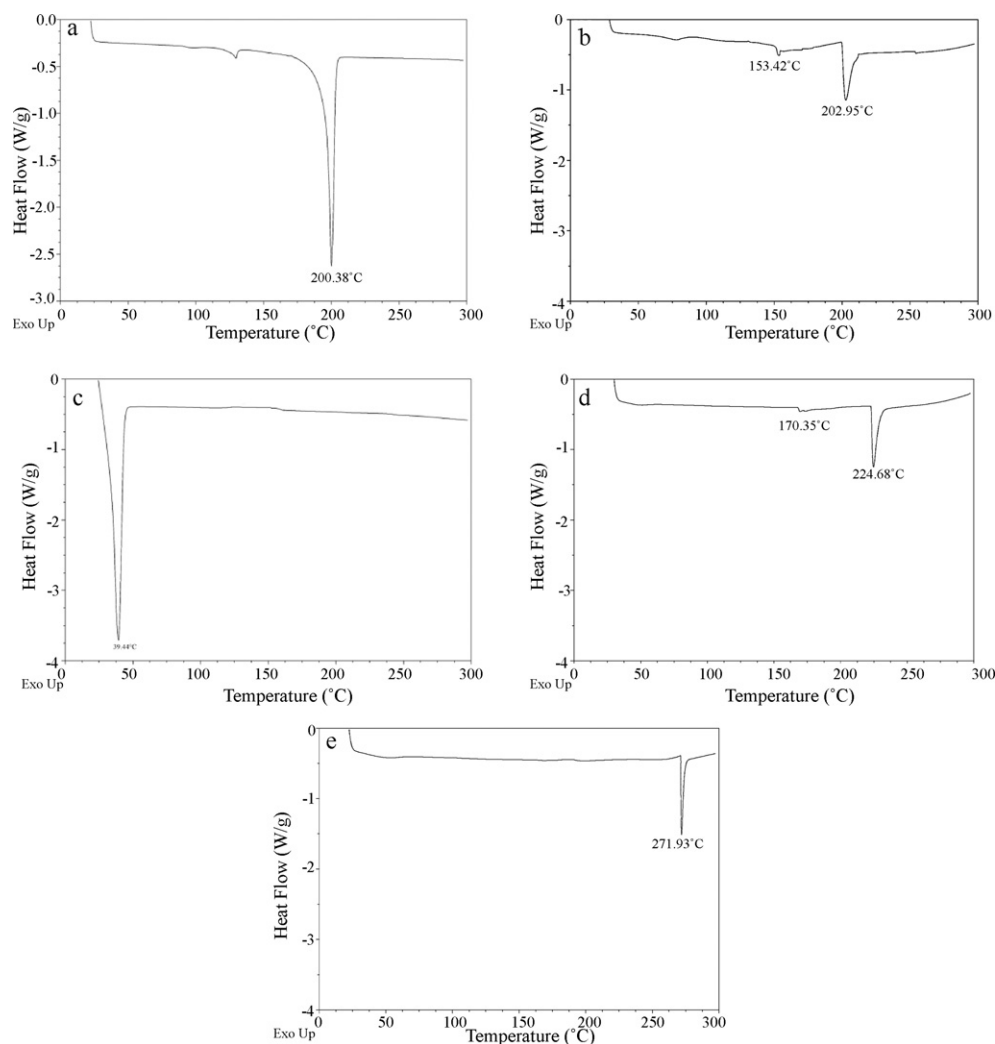 a
0.0
-0.5
-1.0
-1.5
-2.0
-2.5
-3.0
Heat Flow (W/g)
200.38˚C
50 100 150 200 250 300
Exo Up
Temperature (˚C)
b
0
-1
-2
-3
-4
Heat Flow (W/g)
153.42˚C
202.95˚C
0 50 100 150 200 250 300
Exo Up
Temperature (˚C)
c
0
-1
-2
-3
-4
Heat Flow (W/g)
39.44°C
0 50 100 150 200 250 300
Exo Up
Temperature (˚C)
d
0
-1
-2
-3
-4
Heat Flow (W/g)
170.35˚C
224.68˚C
0 50 100 150 200 250 300
Exo Up
Temperature (˚C)
e
0
-1
-2
-3
-4
Heat Flow (W/g)
271.93˚C
0 50 100 150 200 250 300
Exo Up
Temperature (˚C)